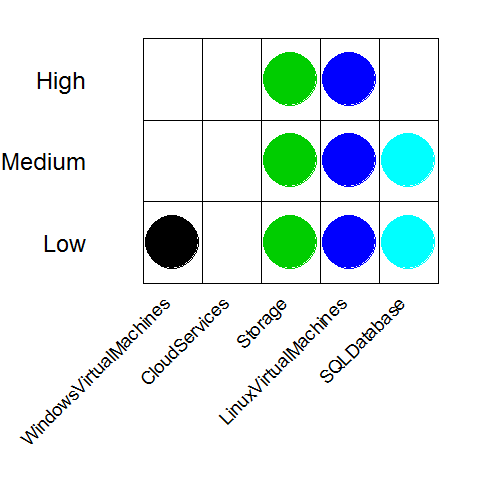 High
Medium
Low
WindowsVirtualMachines
CloudServices
Storage
LinuxVirtualMachines
SQLDatabase